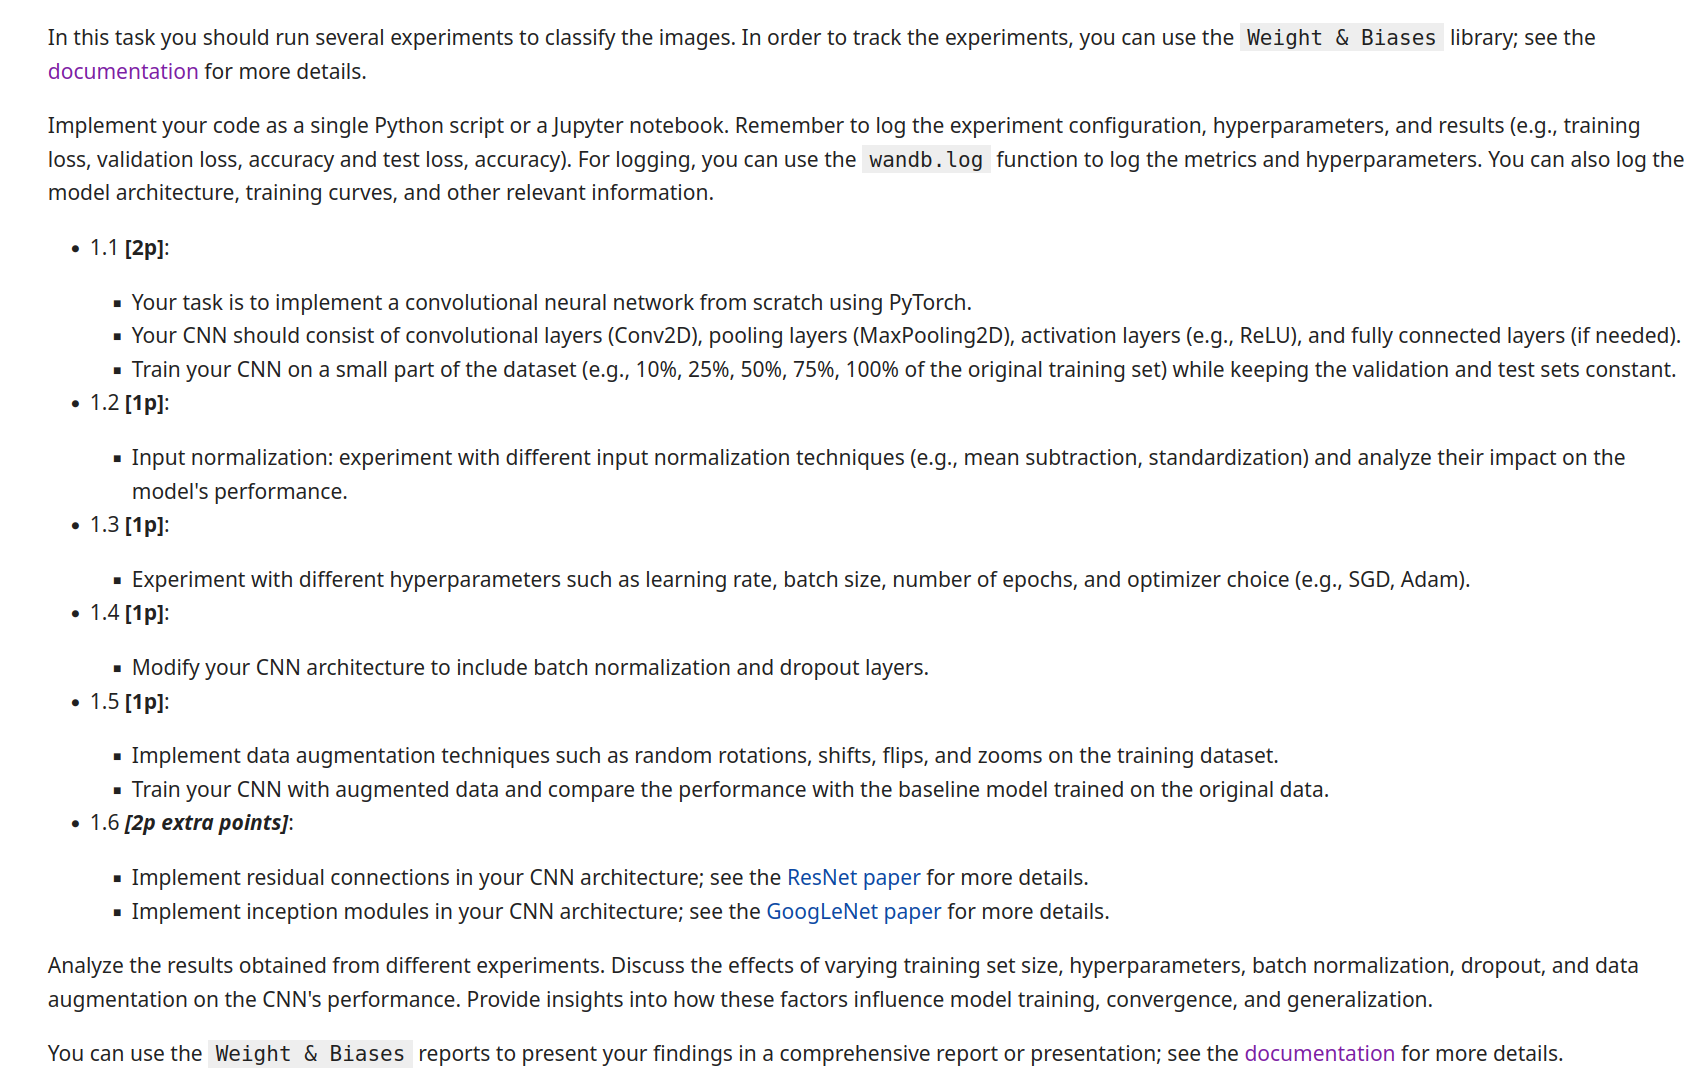 In this task you should run several experiments to classify the images. In order to track the experiments, you can use the Weight & Biases library; see the
documentation for more details.
Implement your code as a single Python script or a Jupyter notebook. Remember to log the experiment configuration, hyperparameters, and results (e.g., training
loss, validation loss, accuracy and test loss, accuracy). For logging, you can use the wandb.log function to log the metrics and hyperparameters. You can also log the
model architecture, training curves, and other relevant information.
• 1.1 [2p]:
▪ Your task is to implement a convolutional neural network from scratch using PyTorch.
▪ Your CNN should consist of convolutional layers (Conv2D), pooling layers (MaxPooling2D), activation layers (e.g., ReLU), and fully connected layers (if needed).
▪ Train your CNN on a small part of the dataset (e.g., 10%, 25%, 50%, 75%, 100% of the original training set) while keeping the validation and test sets constant.
• 1.2 [1p]:
▪ Input normalization: experiment with different input normalization techniques (e.g., mean subtraction, standardization) and analyze their impact on the
model's performance.
• 1.3 [1p]:
▪ Experiment with different hyperparameters such as learning rate, batch size, number of epochs, and optimizer choice (e.g., SGD, Adam).
• 1.4 [1p]:
▪ Modify your CNN architecture to include batch normalization and dropout layers.
• 1.5 [1p]:
▪ Implement data augmentation techniques such as random rotations, shifts, flips, and zooms on the training dataset.
▪ Train your CNN with augmented data and compare the performance with the baseline model trained on the original data.
• 1.6 [2p extra points]:
▪ Implement residual connections in your CNN architecture; see the ResNet paper for more details.
▪ Implement inception modules in your CNN architecture; see the GoogLeNet paper for more details.
Analyze the results obtained from different experiments. Discuss the effects of varying training set size, hyperparameters, batch normalization, dropout, and data
augmentation on the CNN's performance. Provide insights into how these factors influence model training, convergence, and generalization.
You can use the Weight & Biases reports to present your findings in a comprehensive report or presentation; see the documentation for more details.